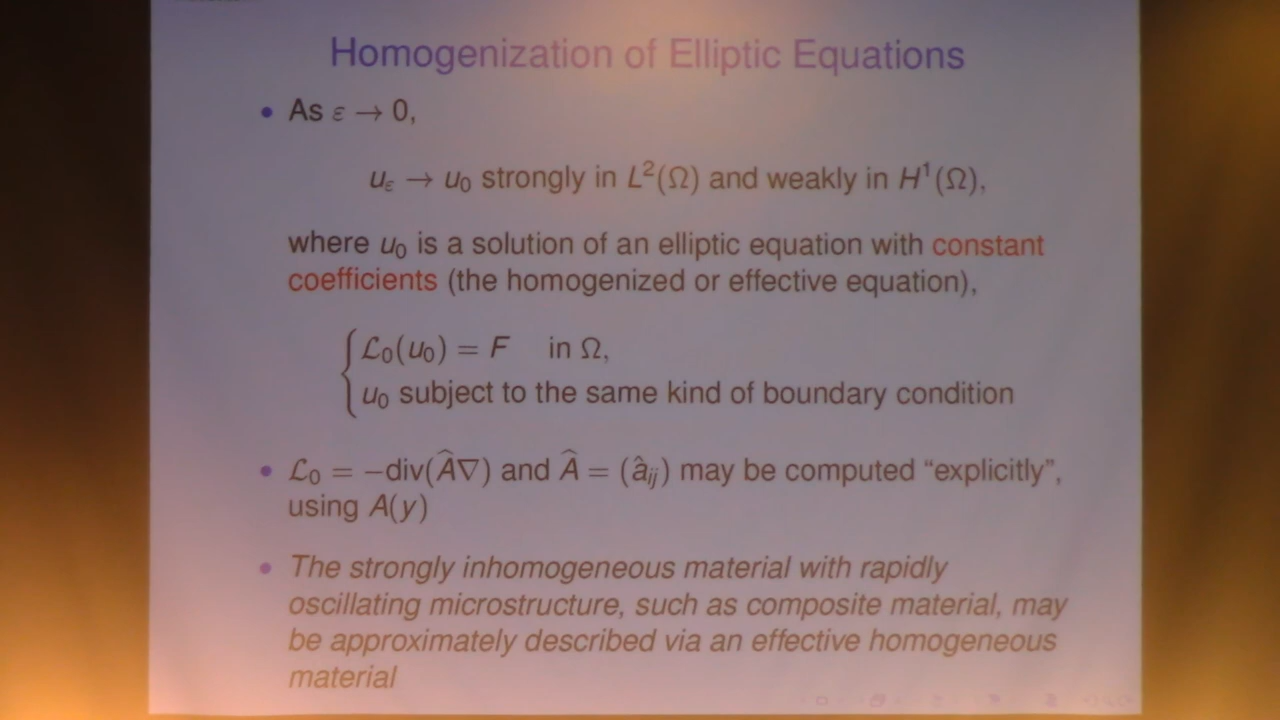 Homogenization of Elliptic Equations
• As ε → 0,
u_ε → u_0 strongly in L²(Ω) and weakly in H¹(Ω),
where u_0 is a solution of an elliptic equation with constant
coefficients (the homogenized or effective equation),
{ ℒ_0(u_0) = F in Ω,
u_0 subject to the same kind of boundary condition
• ℒ_0 = −div(Â∇) and  = (â_ij) may be computed “explicitly”,
using A(y)
• The strongly inhomogeneous material with rapidly
oscillating microstructure, such as composite material, may
be approximately described via an effective homogeneous
material